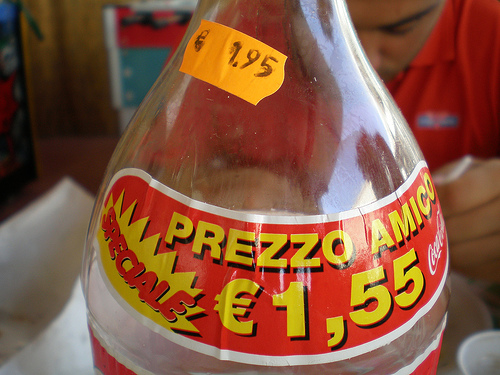 € 1.95
PREZZO AMICO
SPECIALE
€ 1,55
Coca-Cola